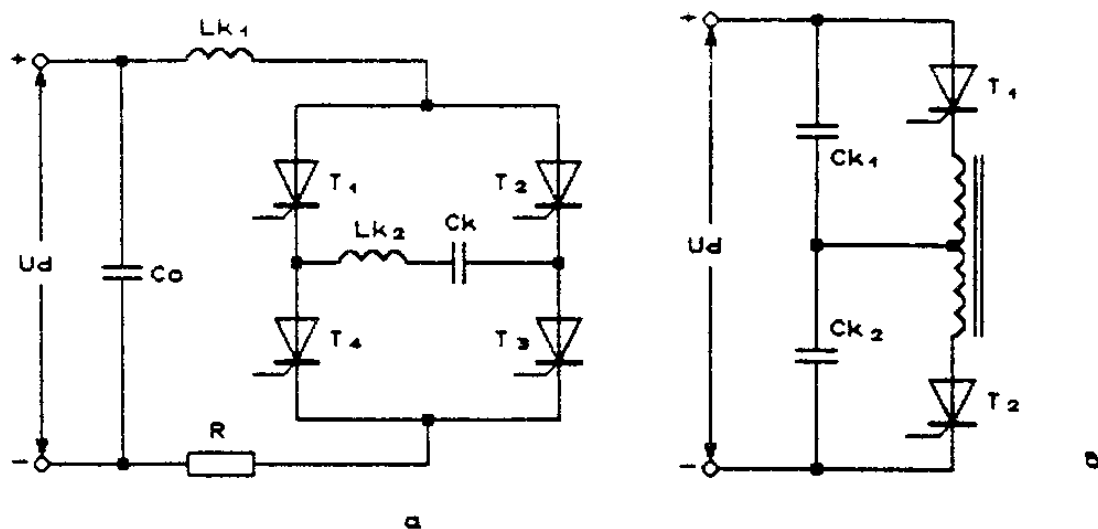 Lk1
+
T1
T2
Lk2
Ck
Ud
Co
T4
T3
R
-
a
+
T1
Ck1
Ud
Ck2
T2
-